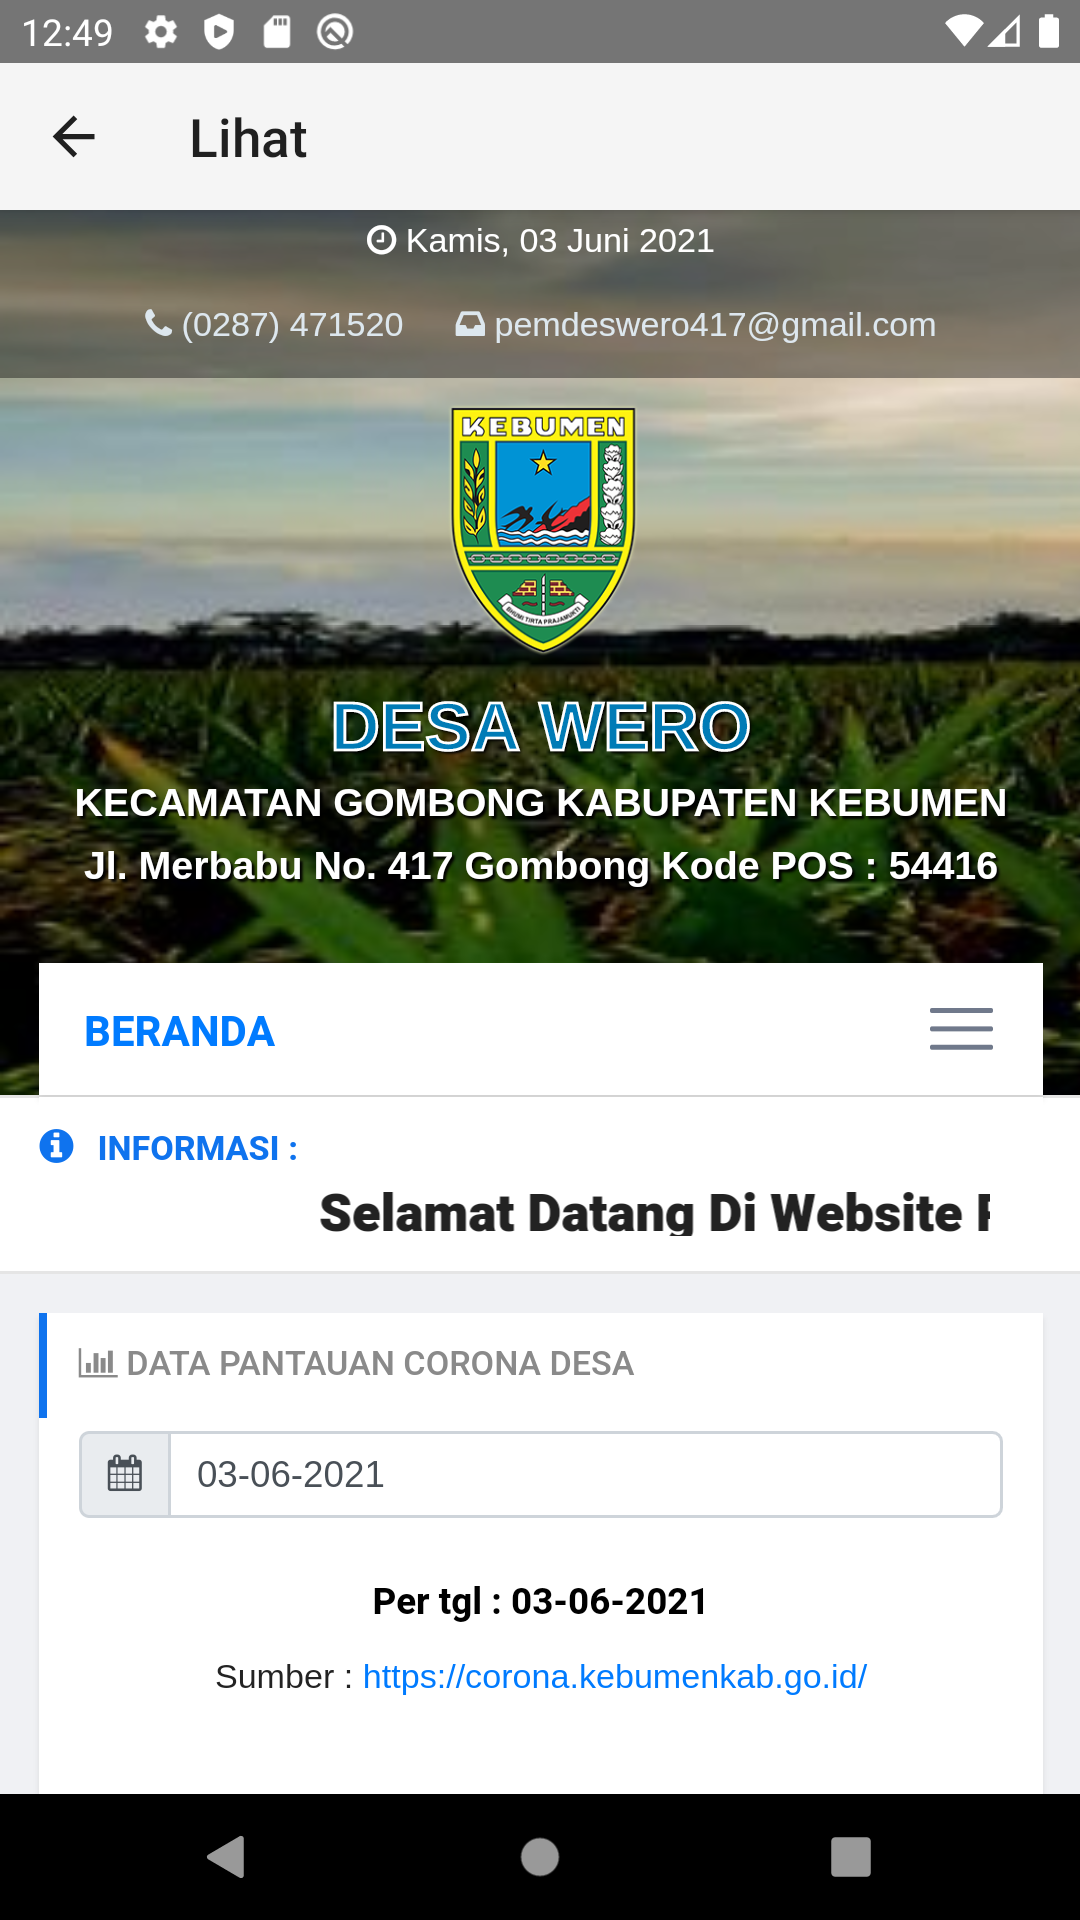 12:49
Lihat
Kamis, 03 Juni 2021
(0287) 471520 pemdeswero417@gmail.com
KEBUMEN
BHUMI TIRTA PRAJAMUKTI
DESA WERO
KECAMATAN GOMBONG KABUPATEN KEBUMEN
Jl. Merbabu No. 417 Gombong Kode POS : 54416
BERANDA
INFORMASI :
Selamat Datang Di Website
DATA PANTAUAN CORONA DESA
03-06-2021
Per tgl : 03-06-2021
Sumber : https://corona.kebumenkab.go.id/